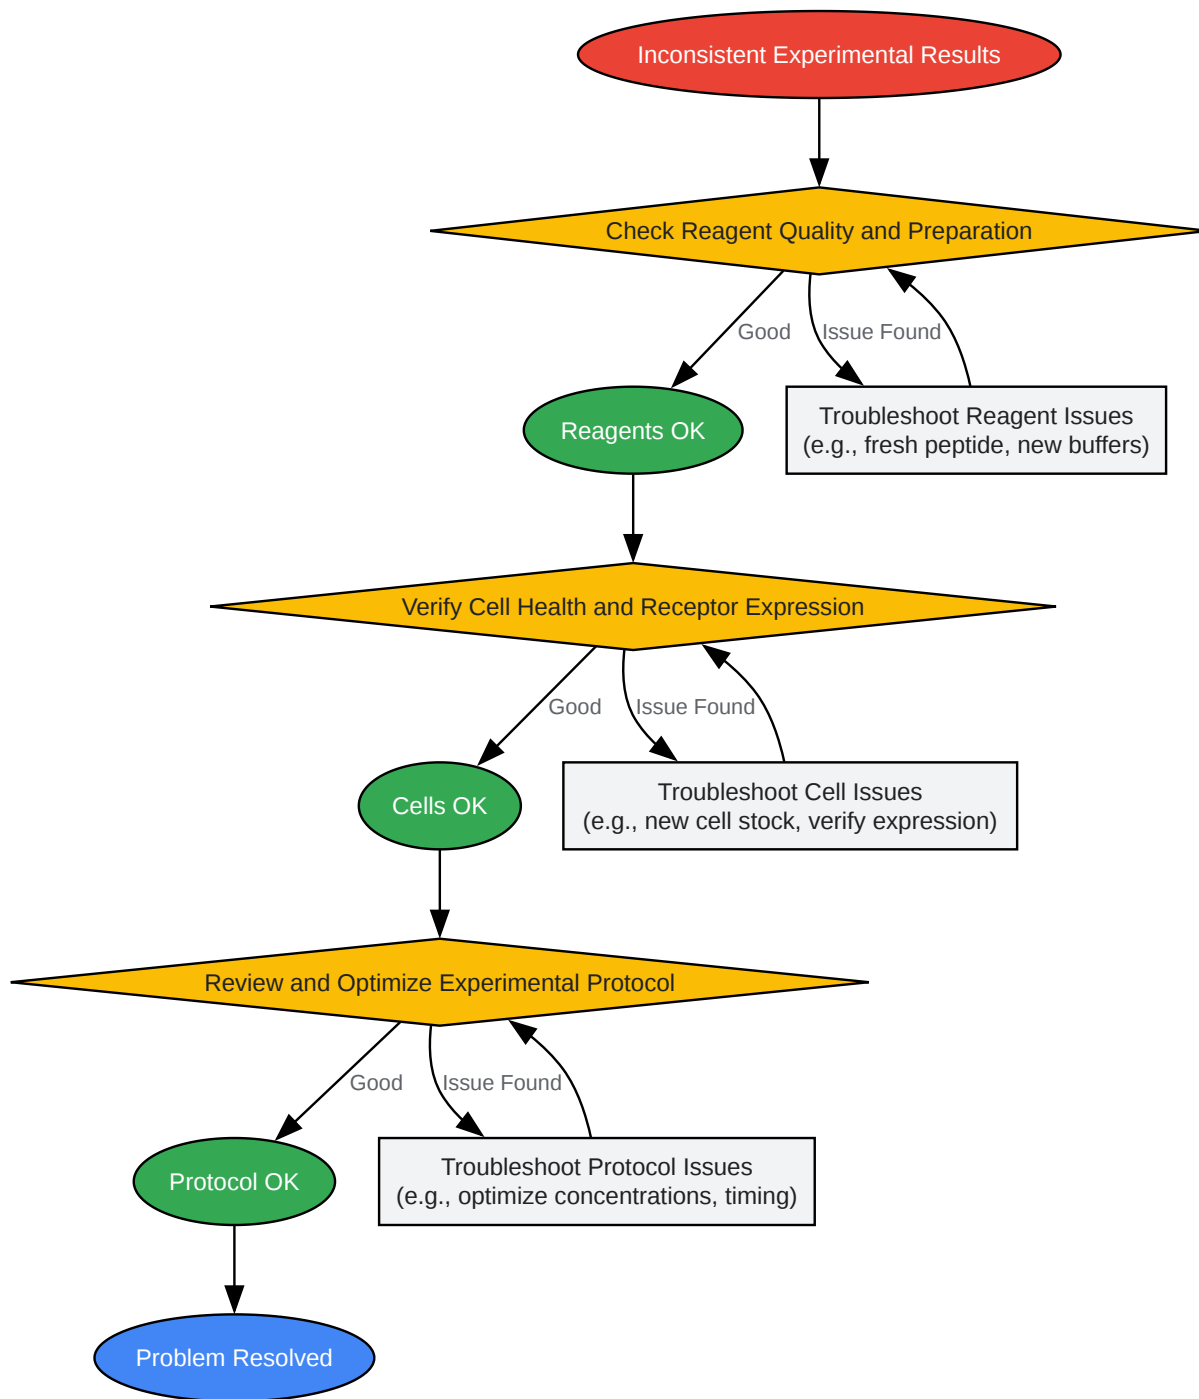 Inconsistent Experimental Results
Check Reagent Quality and Preparation
Good
Issue Found
Reagents OK
Troubleshoot Reagent Issues
(e.g., fresh peptide, new buffers)
Verify Cell Health and Receptor Expression
Good
Issue Found
Cells OK
Troubleshoot Cell Issues
(e.g., new cell stock, verify expression)
Review and Optimize Experimental Protocol
Good
Issue Found
Protocol OK
Troubleshoot Protocol Issues
(e.g., optimize concentrations, timing)
Problem Resolved